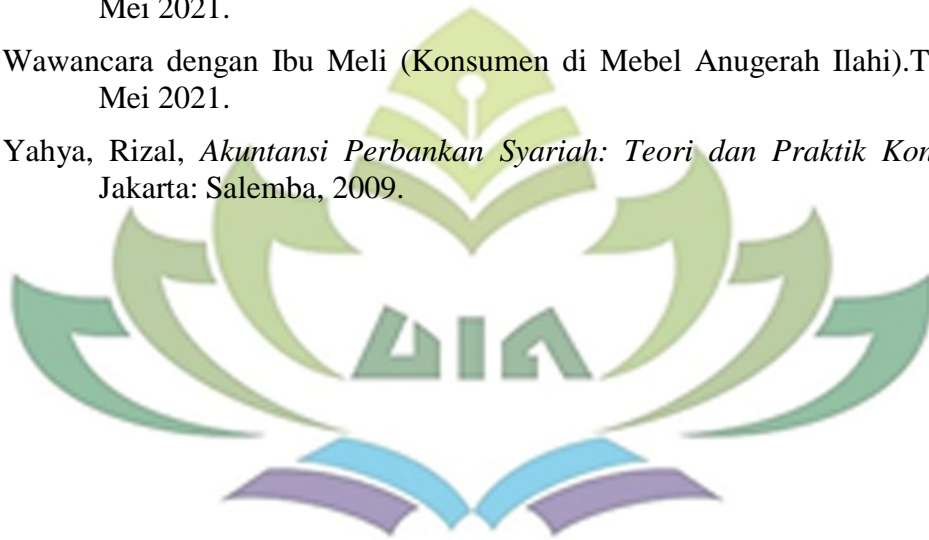 Mei 2021.
Wawancara dengan Ibu Meli (Konsumen di Mebel Anugerah Ilahi).T
Mei 2021.
Yahya, Rizal, Akuntansi Perbankan Syariah: Teori dan Praktik Kon
Jakarta: Salemba, 2009.
UIN